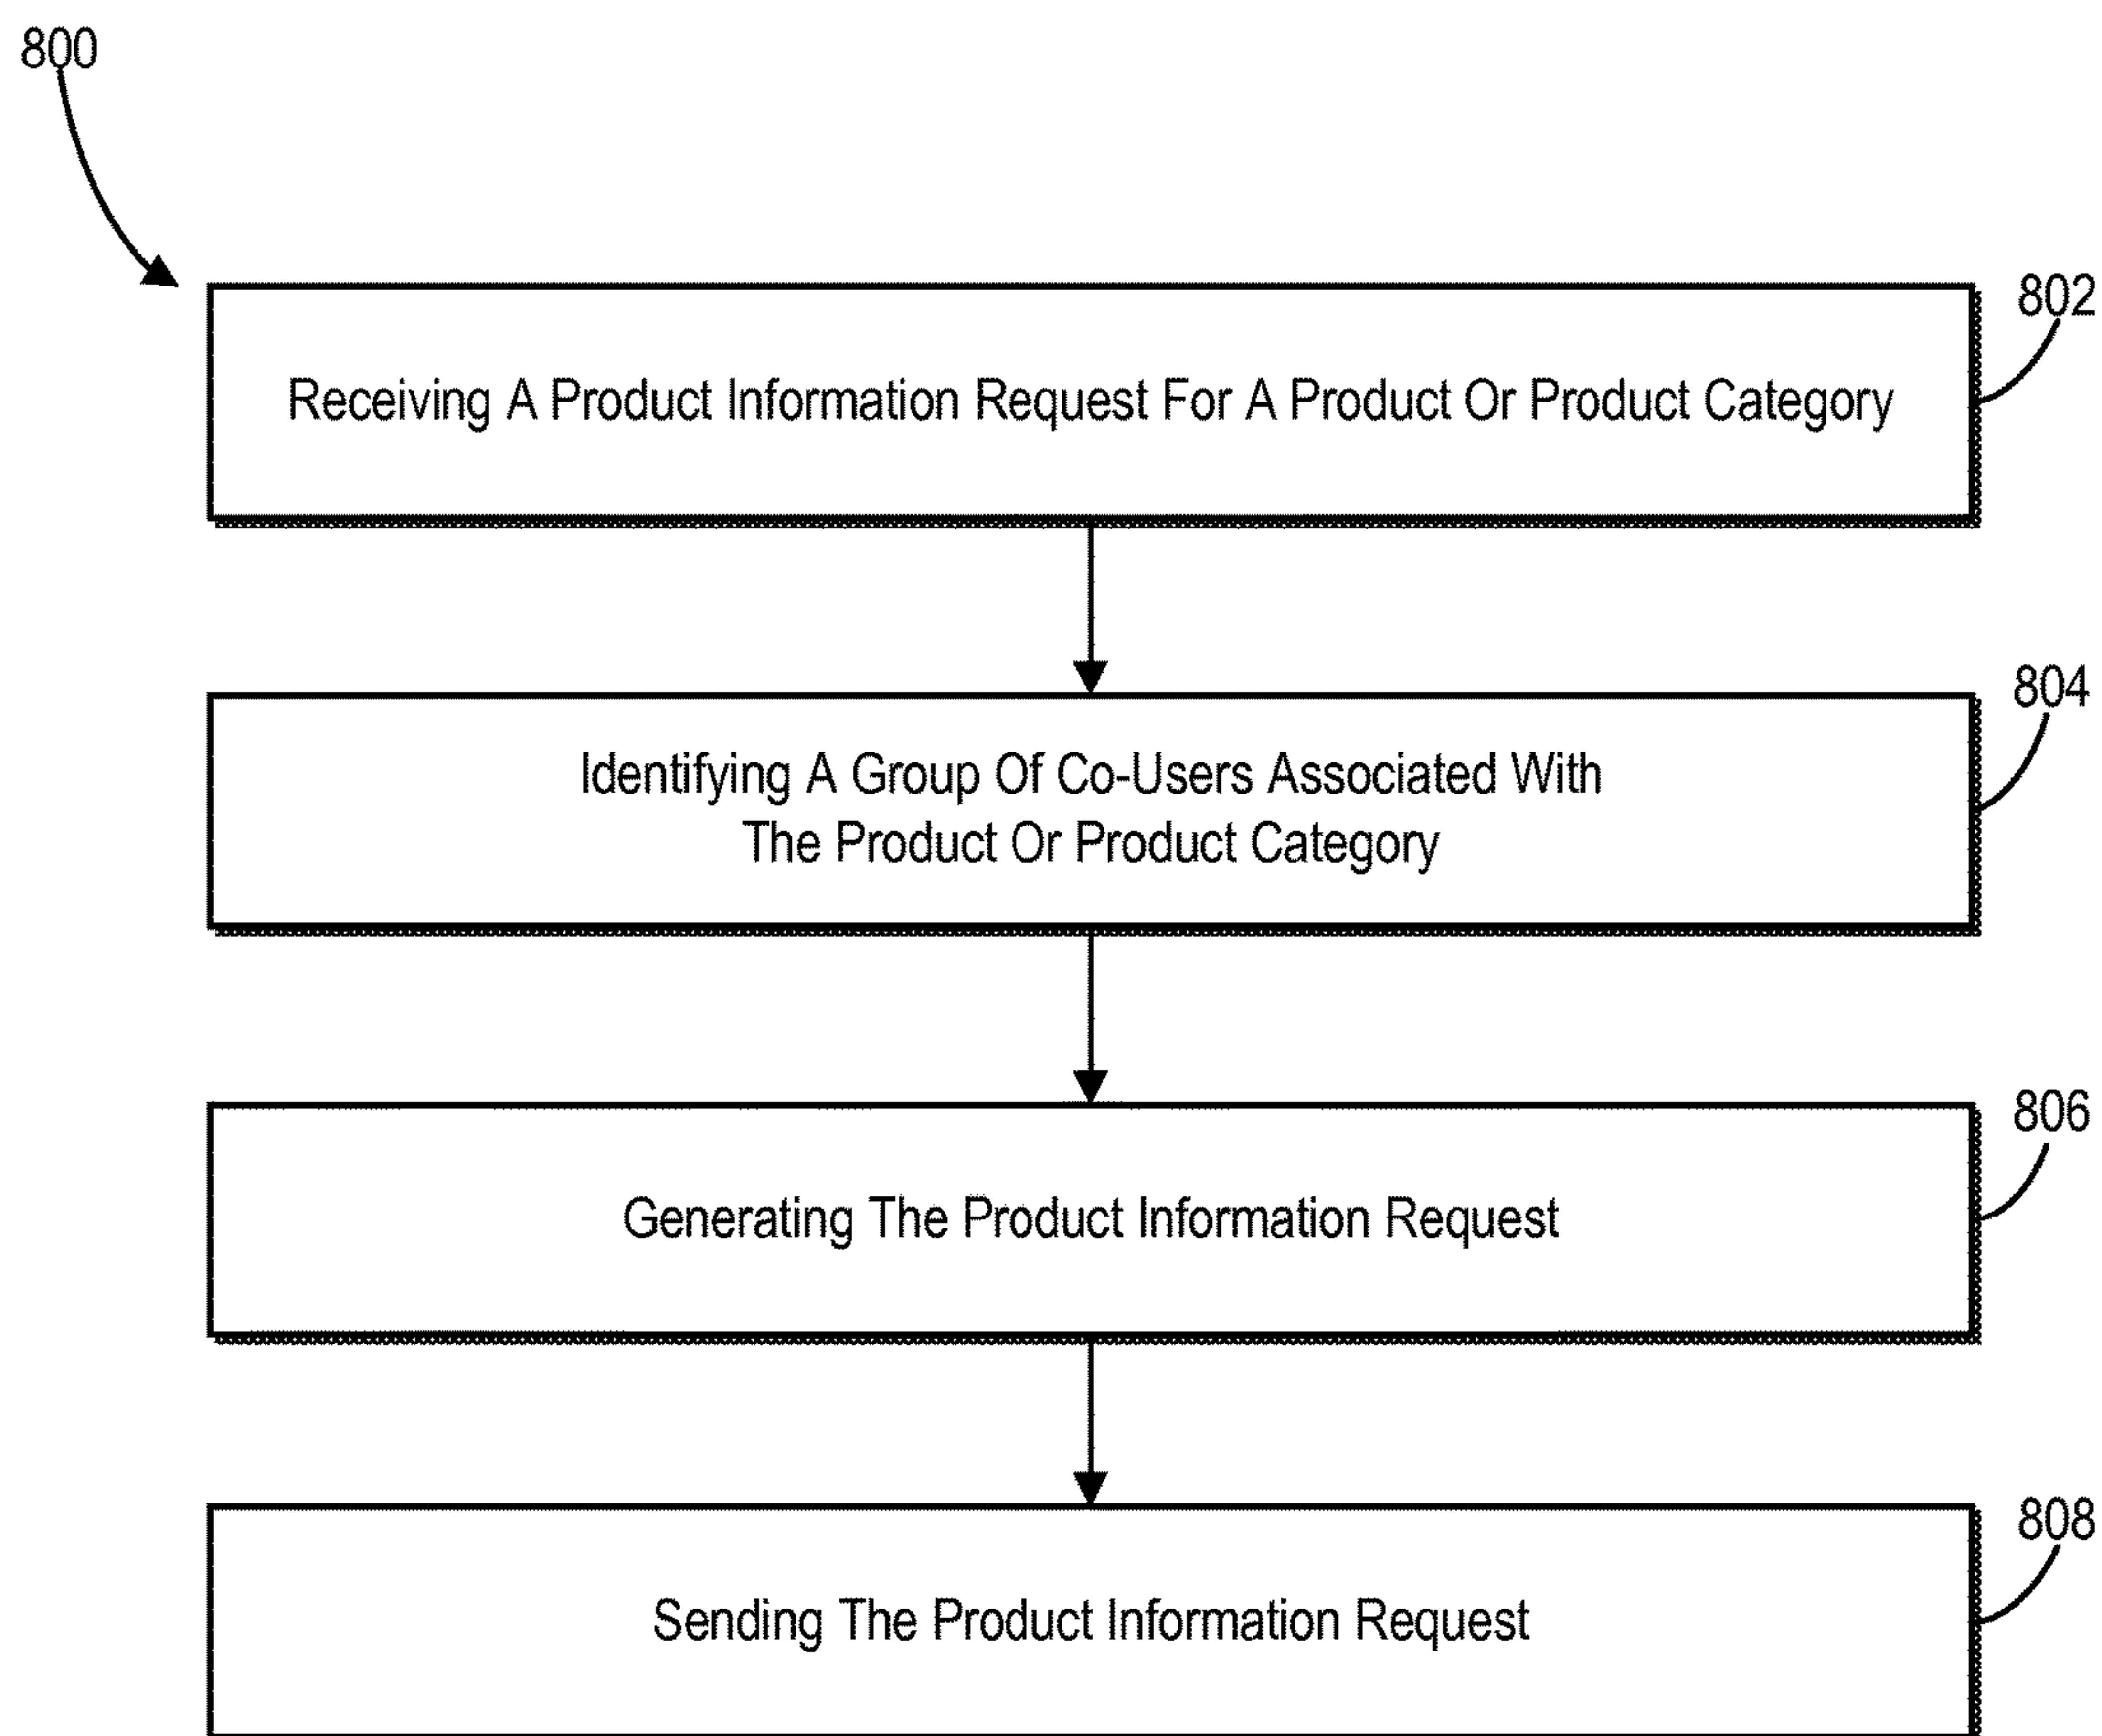 800
802
Receiving A Product Information Request For A Product Or Product Category
804
Identifying A Group Of Co-Users Associated With
The Product Or Product Category
806
Generating The Product Information Request
808
Sending The Product Information Request